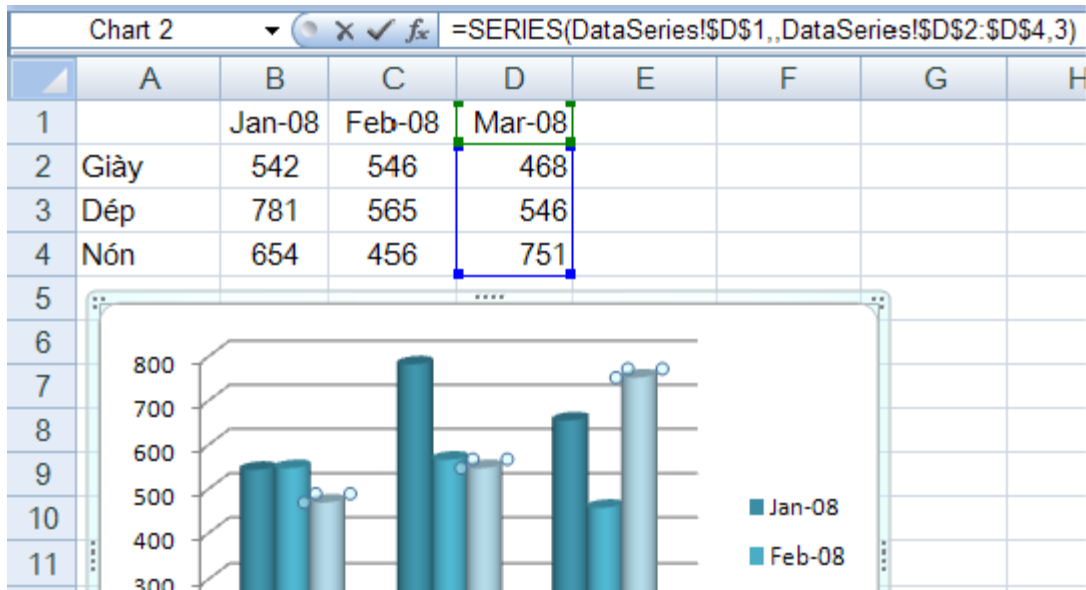 Chart 2 fx =SERIES(DataSeries!$D$1,,DataSeries!$D$2:$D$4,3)
A B C D E F G H
1 Jan-08 Feb-08 Mar-08
2 Giày 542 546 468
3 Dép 781 565 546
4 Nón 654 456 751
5
6
7
8
9
10
11
800
700
600
500
400
300
Jan-08
Feb-08